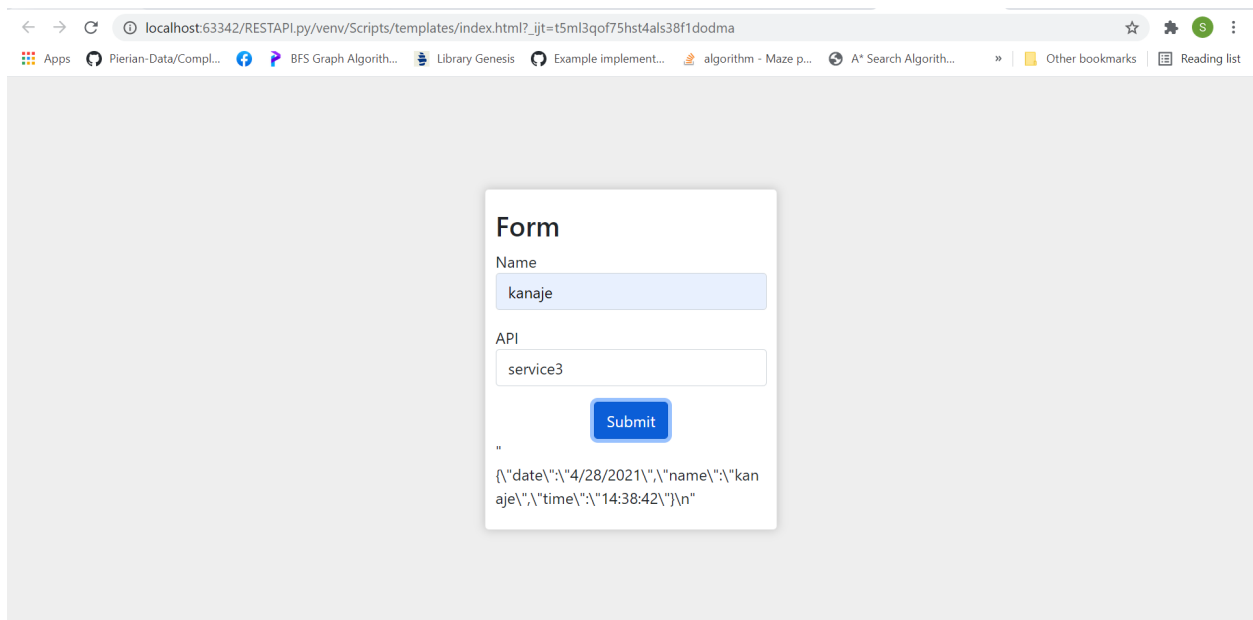 localhost:63342/RESTAPI.py/venv/Scripts/templates/index.html?_ijt=t5ml3qof75hst4als38f1dodma
S
Apps Pierian-Data/Compl... BFS Graph Algorith... Library Genesis Example implement... algorithm - Maze p... A* Search Algorith... » Other bookmarks Reading list
Form
Name
kanaje
API
service3
Submit
"
{\"date\":\"4/28/2021\",\"name\":\"kan
aje\",\"time\":\"14:38:42\"}\n"